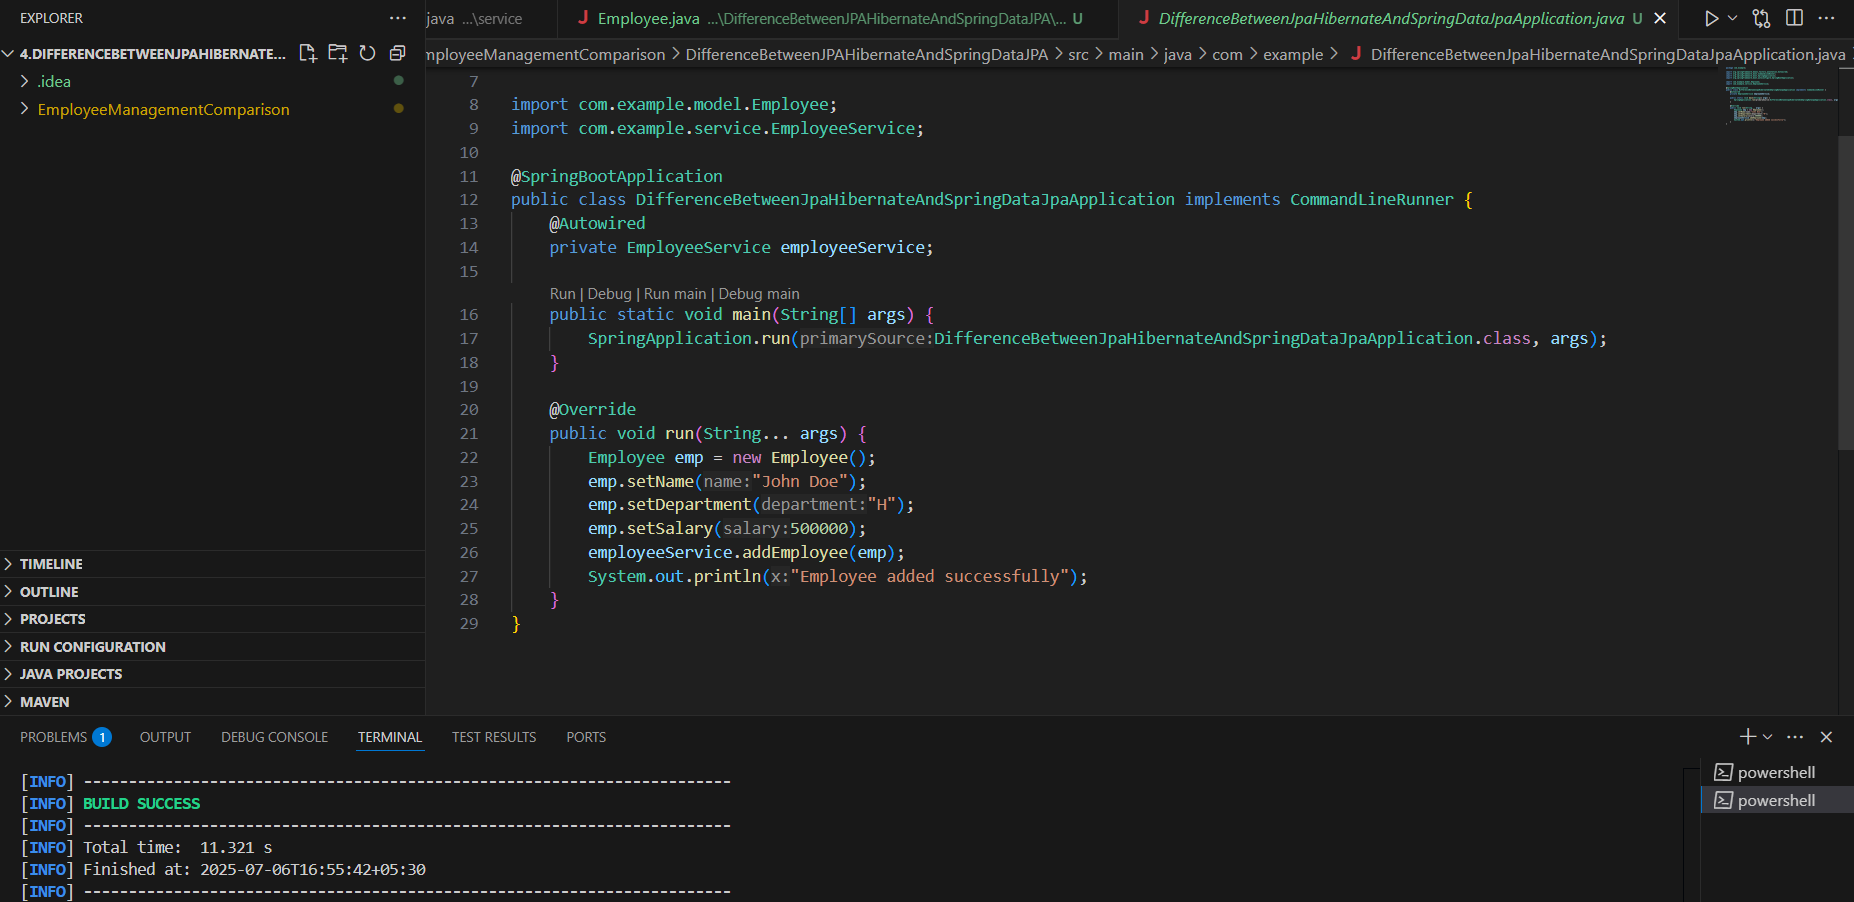 EXPLORER
4.DIFFERENCEBETWEENJPAHIBERNATE...
.idea
EmployeeManagementComparison
TIMELINE
OUTLINE
PROJECTS
RUN CONFIGURATION
JAVA PROJECTS
MAVEN
java ...\service
J Employee.java ...\DifferenceBetweenJPAHibernateAndSpringDataJPA\... U
J DifferenceBetweenJpaHibernateAndSpringDataJpaApplication.java U
mployeeManagementComparison > DifferenceBetweenJPAHibernateAndSpringDataJPA > src > main > java > com > example > J DifferenceBetweenJpaHibernateAndSpringDataJpaApplication.java
7
8 import com.example.model.Employee;
9 import com.example.service.EmployeeService;
10
11 @SpringBootApplication
12 public class DifferenceBetweenJpaHibernateAndSpringDataJpaApplication implements CommandLineRunner {
13 @Autowired
14 private EmployeeService employeeService;
15
Run | Debug | Run main | Debug main
16 public static void main(String[] args) {
17 SpringApplication.run(primarySource:DifferenceBetweenJpaHibernateAndSpringDataJpaApplication.class, args);
18 }
19
20 @Override
21 public void run(String... args) {
22 Employee emp = new Employee();
23 emp.setName(name:"John Doe");
24 emp.setDepartment(department:"H");
25 emp.setSalary(salary:500000);
26 employeeService.addEmployee(emp);
27 System.out.println(x:"Employee added successfully");
28 }
29 }
PROBLEMS 1 OUTPUT DEBUG CONSOLE TERMINAL TEST RESULTS PORTS
[INFO] ------------------------------------------------------------------------
[INFO] BUILD SUCCESS
[INFO] ------------------------------------------------------------------------
[INFO] Total time:  11.321 s
[INFO] Finished at: 2025-07-06T16:55:42+05:30
[INFO] ------------------------------------------------------------------------
powershell
powershell